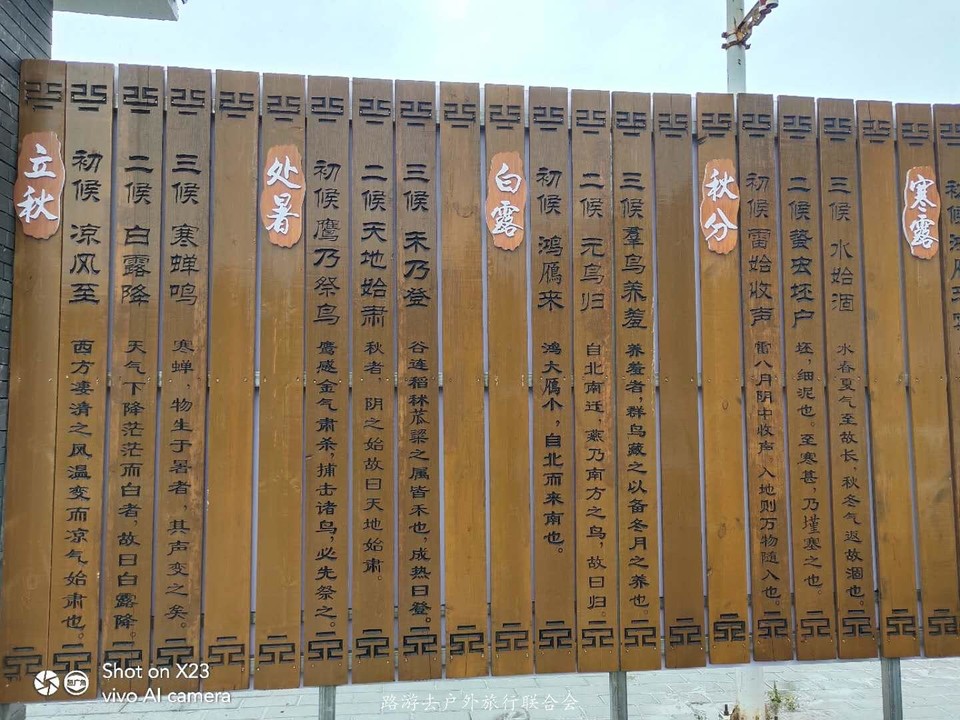 立秋
初候 凉风至 西方凄清之风温变而凉气始肃也。
二候 白露降 天气下降茫茫而白者，故曰白露降。
三候 寒蝉鸣 寒蝉，物生于暑者，其声变之矣。
处暑
初候 鹰乃祭鸟 鹰感金气肃杀，捕击诸鸟，必先祭之。
二候 天地始肃 秋者，阴之始故曰天地始肃。
三候 禾乃登 谷连稻秫苽粱之属皆禾也，成热曰登。
白露
初候 鸿鴈来 鸿大鴈小，自北而来南也。
二候 元鸟归 自北南迁，燕乃南方之鸟，故曰归。
三候 羣鸟养羞 养羞者，群鸟藏之以备冬月之养也。
秋分
初候 雷始收声 雷八月阴中收声，入地则万物随入也。
二候 蛰虫坯户 坯，细泥也。至寒甚，乃墐塞之也。
三候 水始涸 水春夏气至故长，秋冬气返故涸也。
寒露
初候
Shot on X23
vivo AI camera
路游去户外旅行联合会